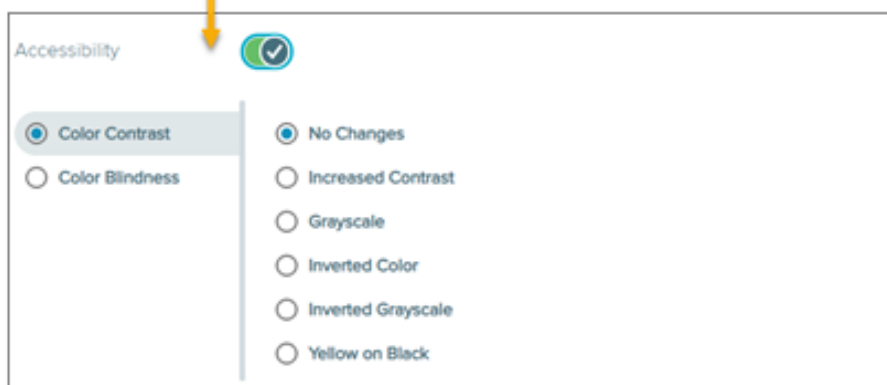 Accessibility
Color Contrast
Color Blindness
No Changes
Increased Contrast
Grayscale
Inverted Color
Inverted Grayscale
Yellow on Black